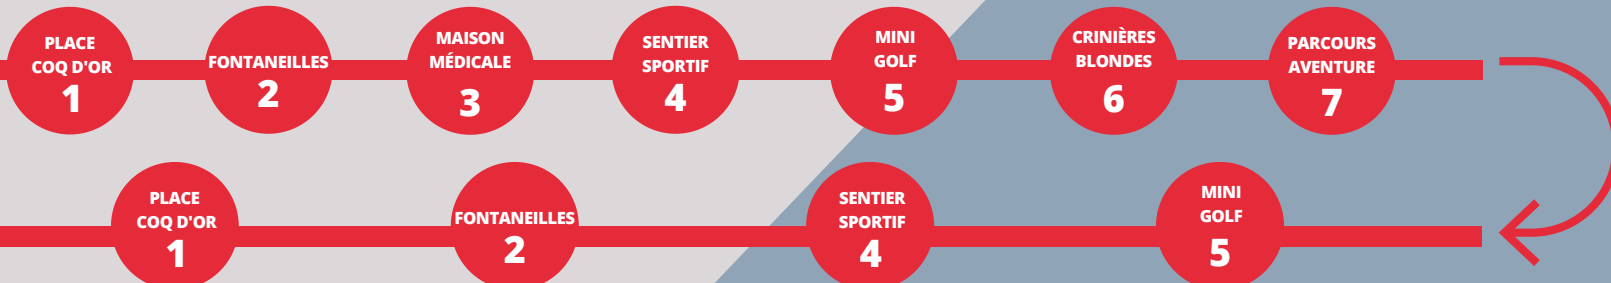 PLACE
COQ D'OR
1
FONTANEILLES
2
MAISON
MÉDICALE
3
SENTIER
SPORTIF
4
MINI
GOLF
5
CRINIÈRES
BLONDES
6
PARCOURS
AVENTURE
7
PLACE
COQ D'OR
1
FONTANEILLES
2
SENTIER
SPORTIF
4
MINI
GOLF
5